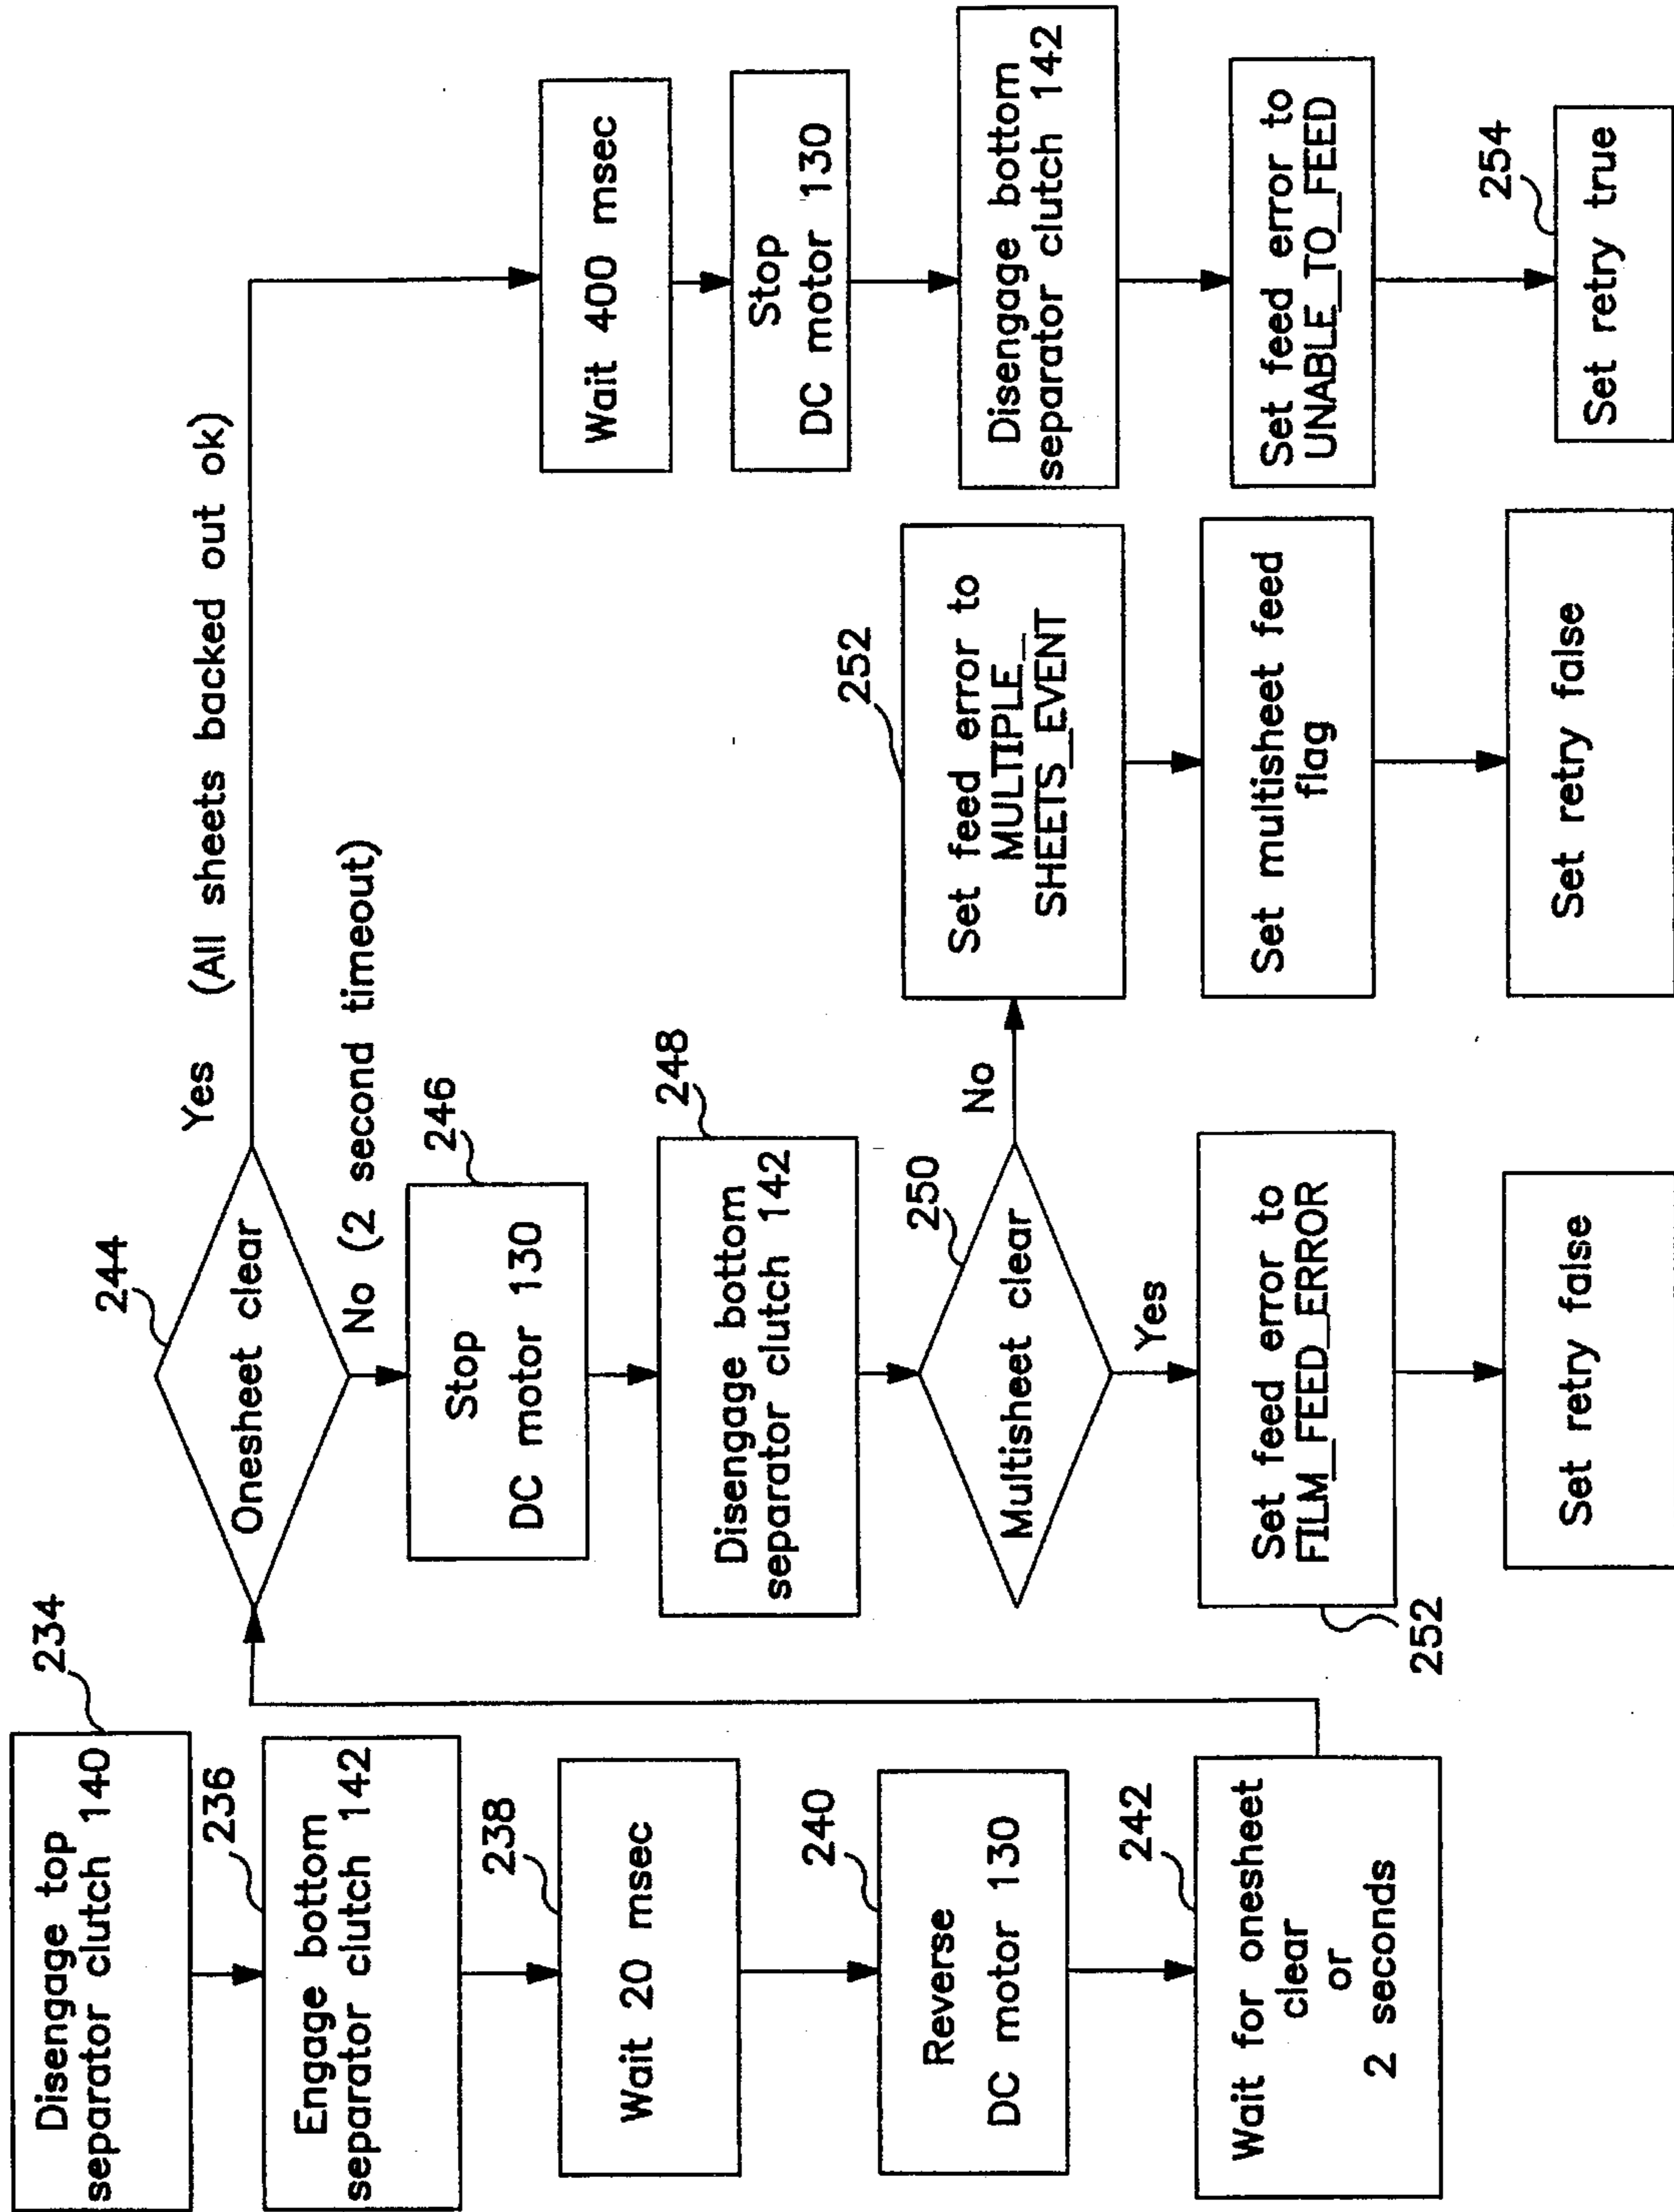 Disengage top
separator clutch 140
234
Engage bottom
separator clutch 142
236
Wait 20 msec
238
Reverse
DC motor 130
240
Wait for onesheet
clear
or
2 seconds
242
Onesheet clear
244
Yes (All sheets backed out ok)
No (2 second timeout)
Stop
DC motor 130
246
Disengage bottom
separator clutch 142
248
Multisheet clear
250
Yes
No
Set feed error to
FILM_FEED_ERROR
252
Set retry false
Set feed error to
MULTIPLE_
SHEETS_EVENT
252
Set multisheet feed
flag
Set retry false
Wait 400 msec
Stop
DC motor 130
Disengage bottom
separator clutch 142
Set feed error to
UNABLE_TO_FEED
Set retry true
254